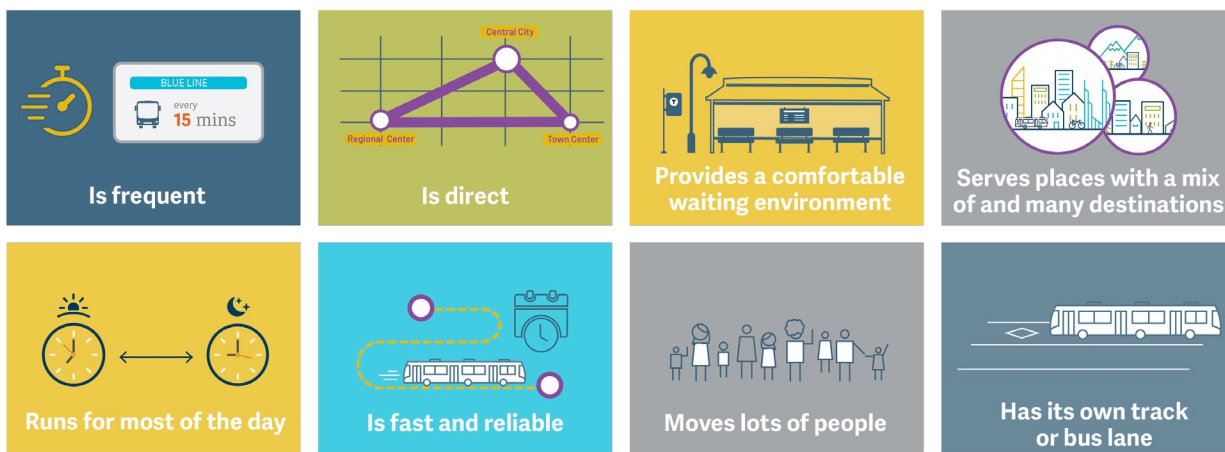 BLUE LINE
every
15 mins
Is frequent
Central City
Regional Center
Town Center
Is direct
T
Provides a comfortable
waiting environment
Serves places with a mix
of and many destinations
Runs for most of the day
Is fast and reliable
Moves lots of people
Has its own track
or bus lane